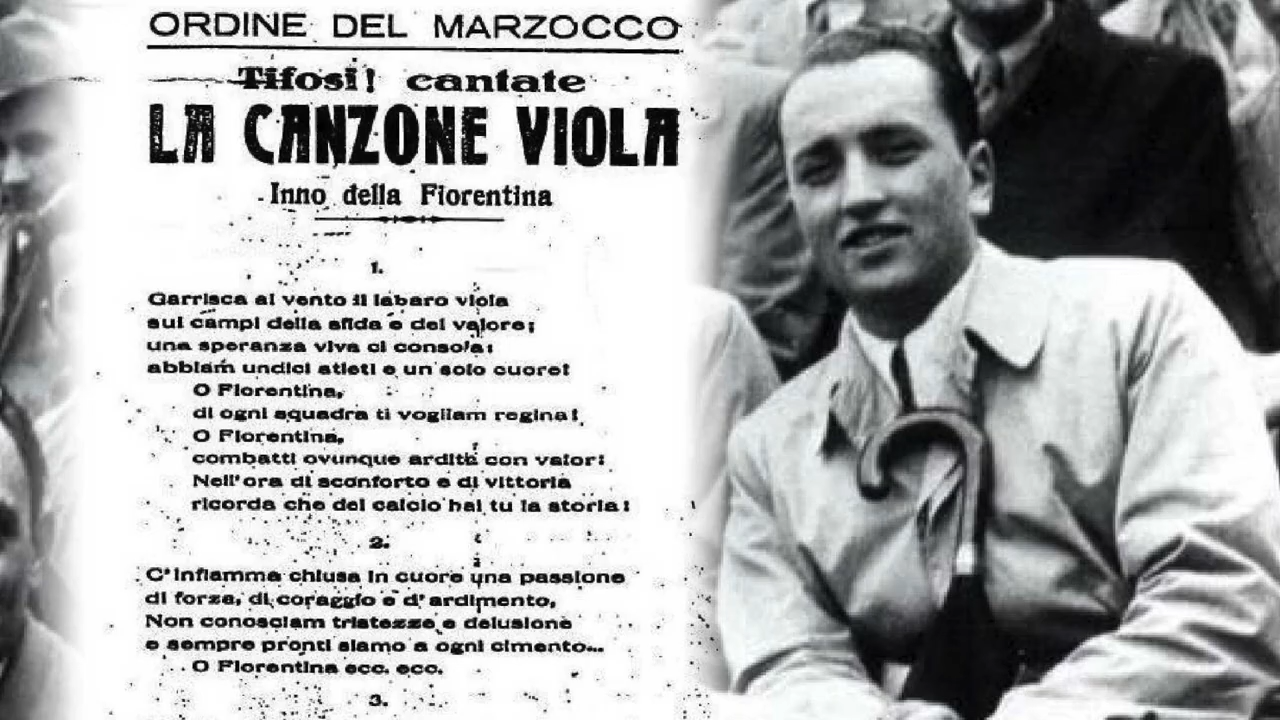 ORDINE DEL MARZOCCO
Tifosi! cantate
LA CANZONE VIOLA
Inno della Fiorentina
1.
Garrisca al vento il labaro viola
sui campi della sfida e del valore;
una speranza viva ci consola:
abbiam undici atleti e un solo cuore!
O Fiorentina,
di ogni squadra ti vogliam regina!
O Fiorentina,
combatti ovunque ardita con valor:
Nell'ora di sconforto e di vittoria
ricorda che del calcio hai tu la storia!
2.
C'infiamma chiusa in cuore una passione
di forza, di coraggio e d'ardimento,
Non conosciam tristezze e delusione
e sempre pronti siamo a ogni cimento...
O Fiorentina ecc. ecc.
3.